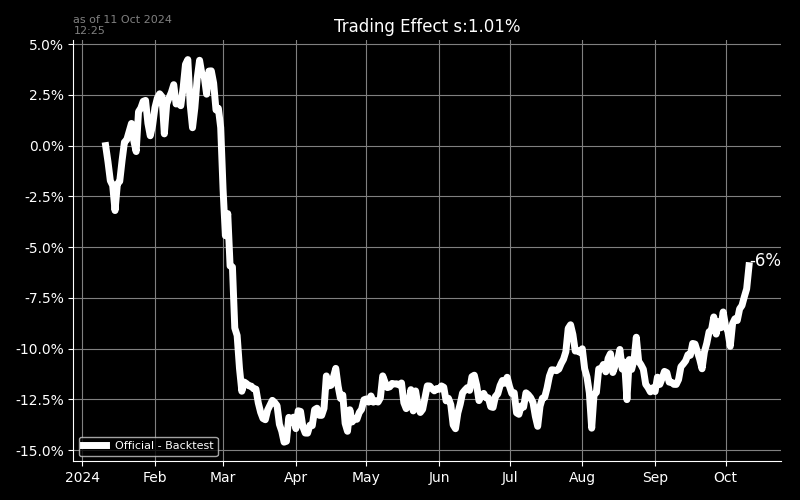 as of 11 Oct 2024
12:25
Trading Effect s:1.01%
5.0%
2.5%
0.0%
-2.5%
-5.0%
-7.5%
-10.0%
-12.5%
-15.0%
-6%
Official - Backtest
2024 Feb Mar Apr May Jun Jul Aug Sep Oct